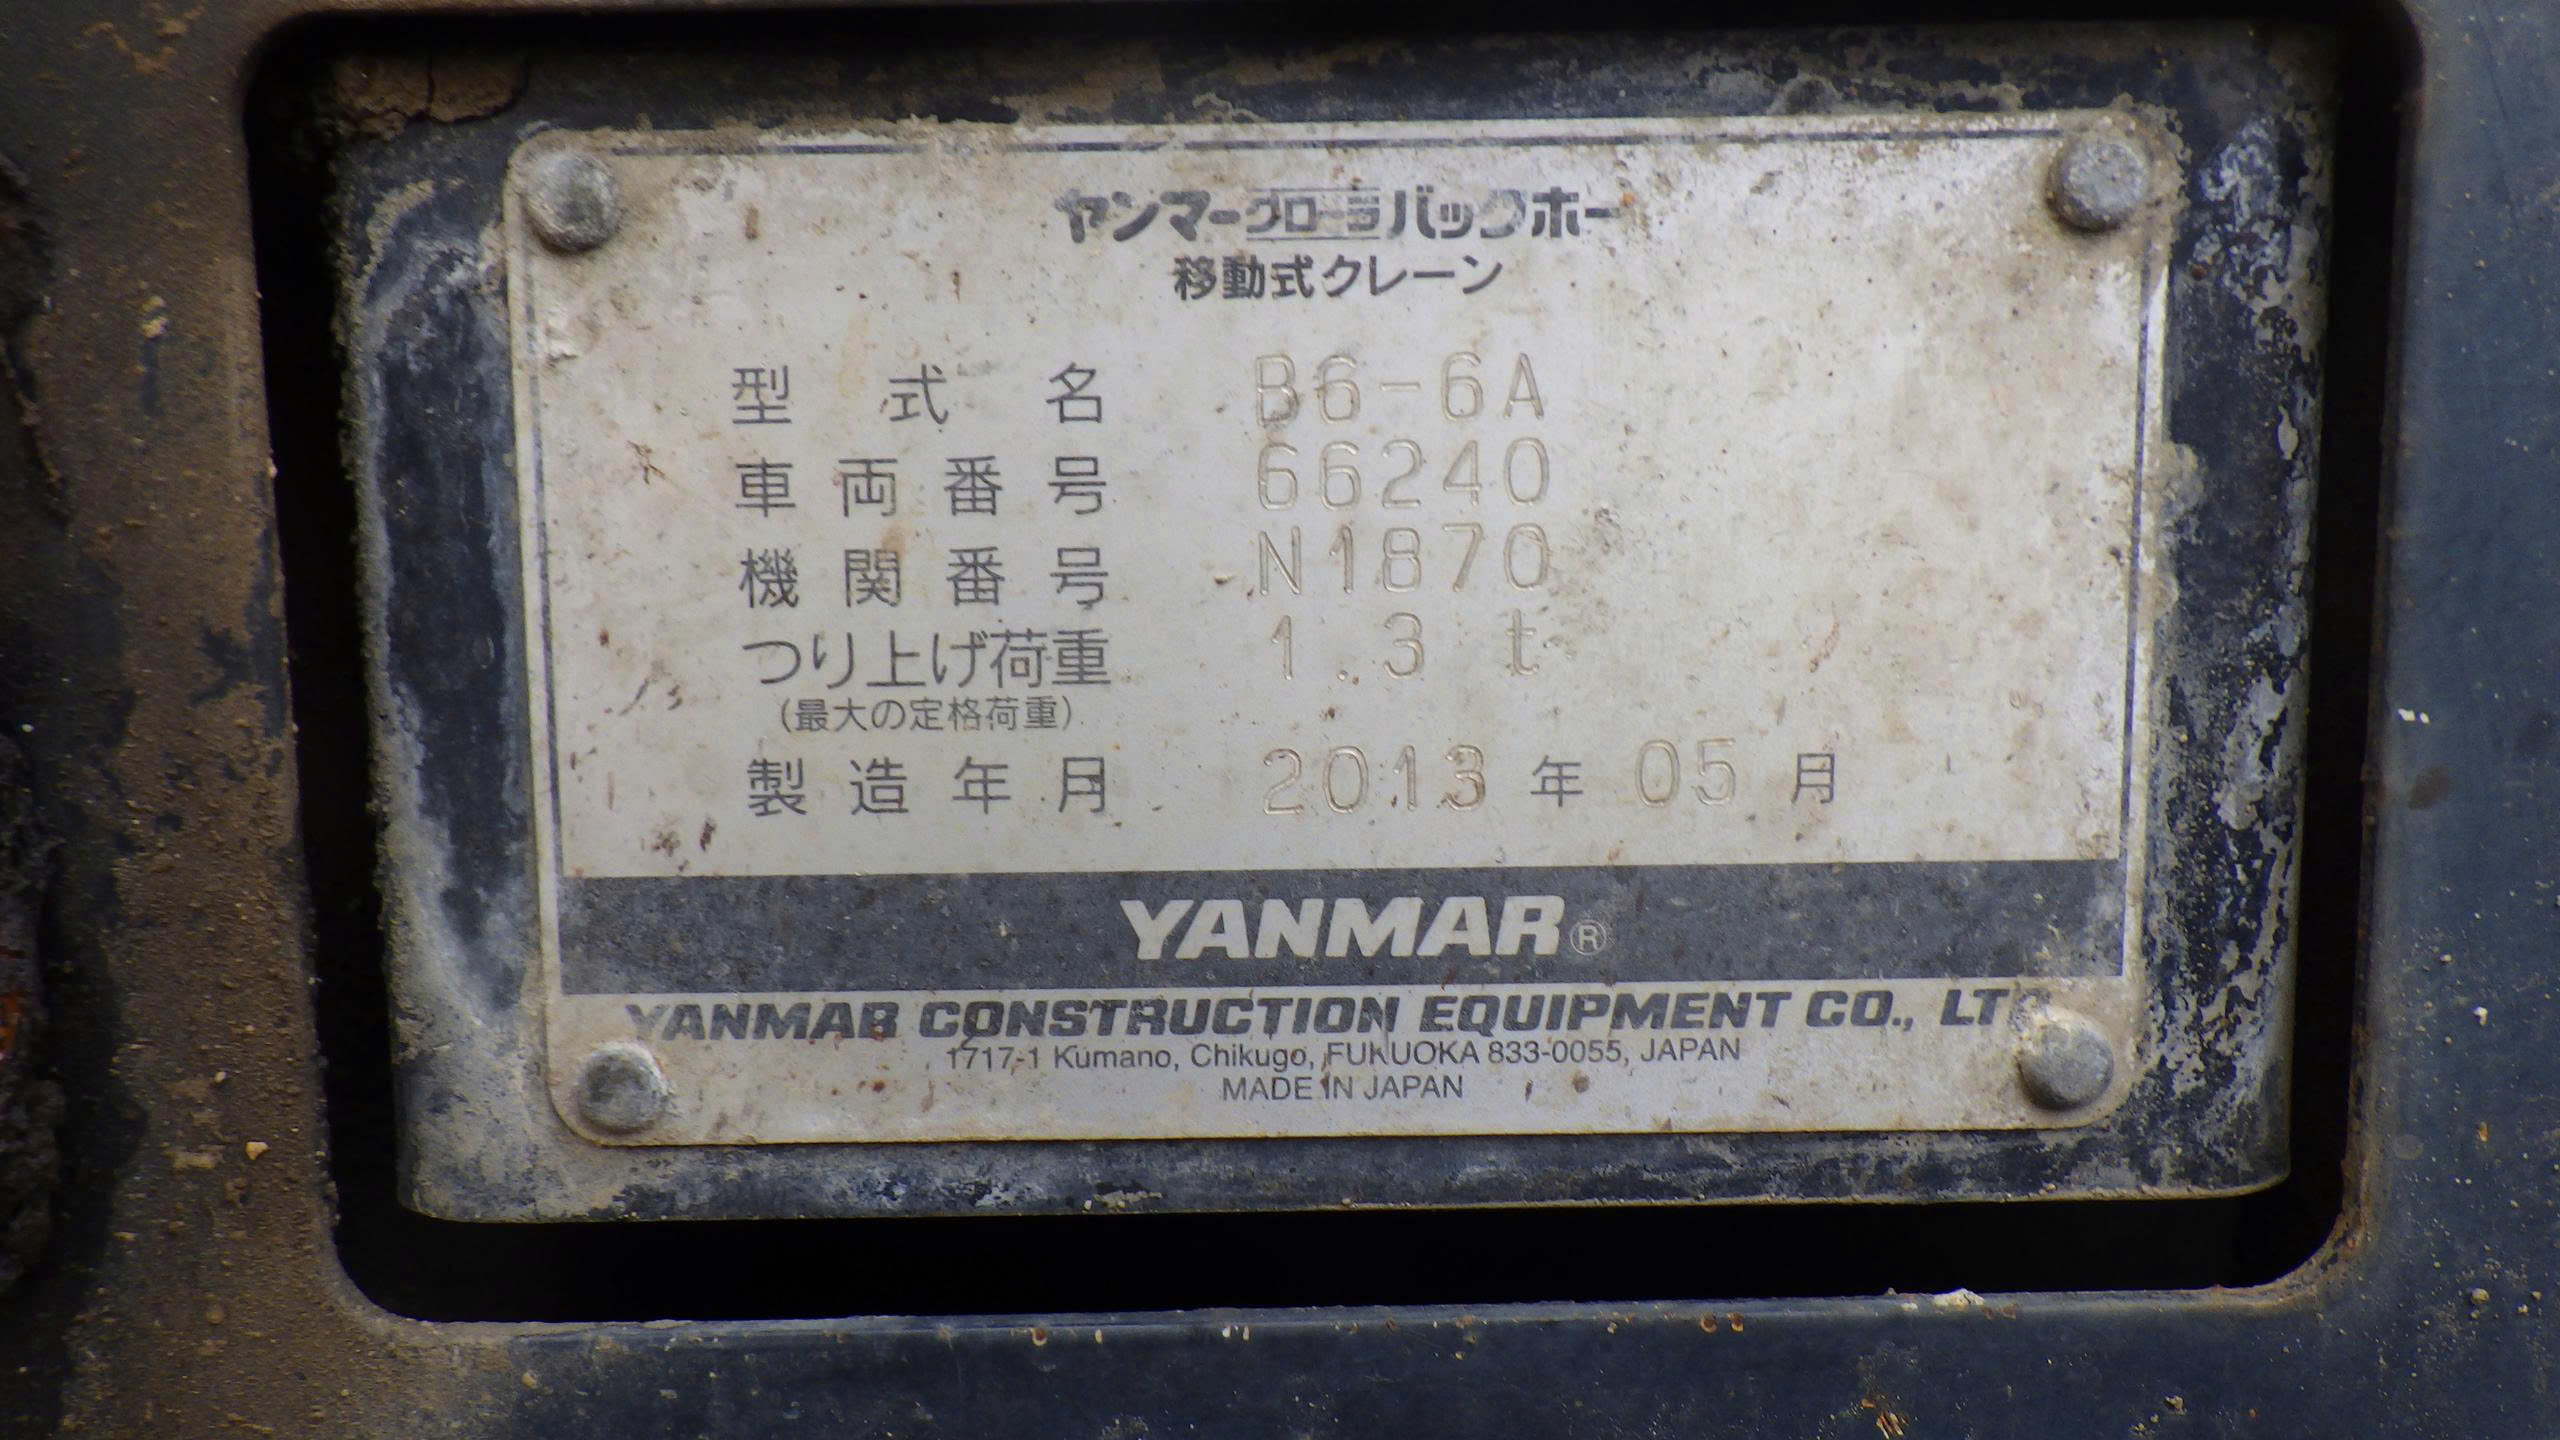 ヤンマークローラバックホー
移動式クレーン
型式名 B6-6A
車両番号 66240
機関番号 N1870
つり上げ荷重 1.3 t
(最大の定格荷重)
製造年月 2013年05月
YANMAR®
YANMAR CONSTRUCTION EQUIPMENT CO., LTD.
1717-1 Kumano, Chikugo, FUKUOKA 833-0055, JAPAN
MADE IN JAPAN